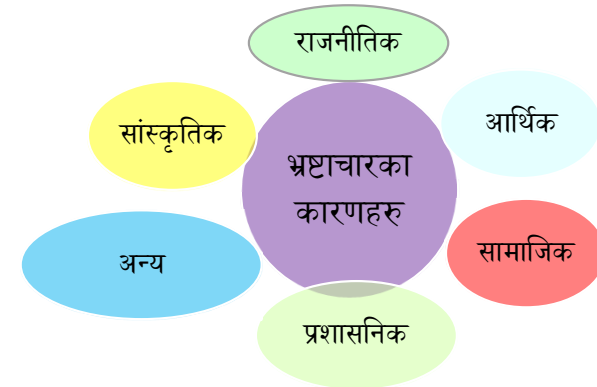 राजनीतिक
सांस्कृतिक
आर्थिक
भ्रष्टाचारका
कारणहरु
सामाजिक
अन्य
प्रशासनिक